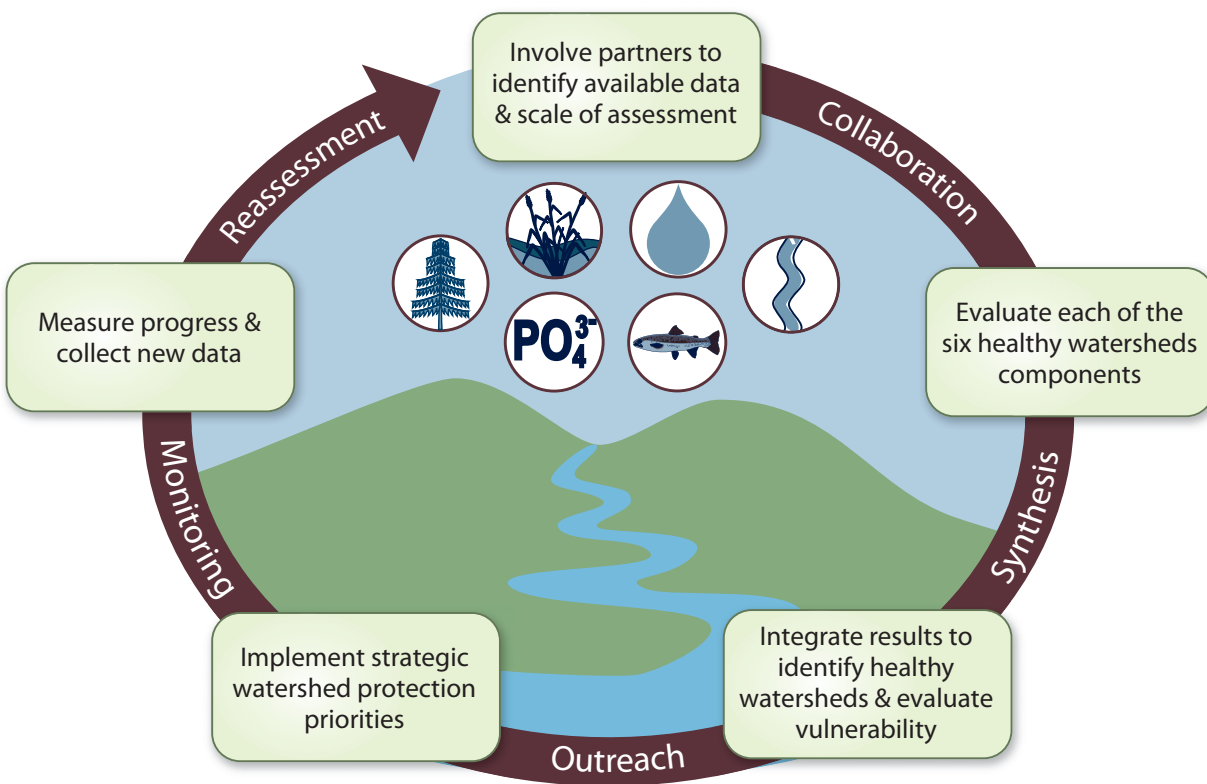 Involve partners to
identify available data
& scale of assessment
Collaboration
Evaluate each of the
six healthy watersheds
components
Synthesis
Integrate results to
identify healthy
watersheds & evaluate
vulnerability
Outreach
Implement strategic
watershed protection
priorities
Monitoring
Measure progress &
collect new data
Reassessment
PO₄³⁻